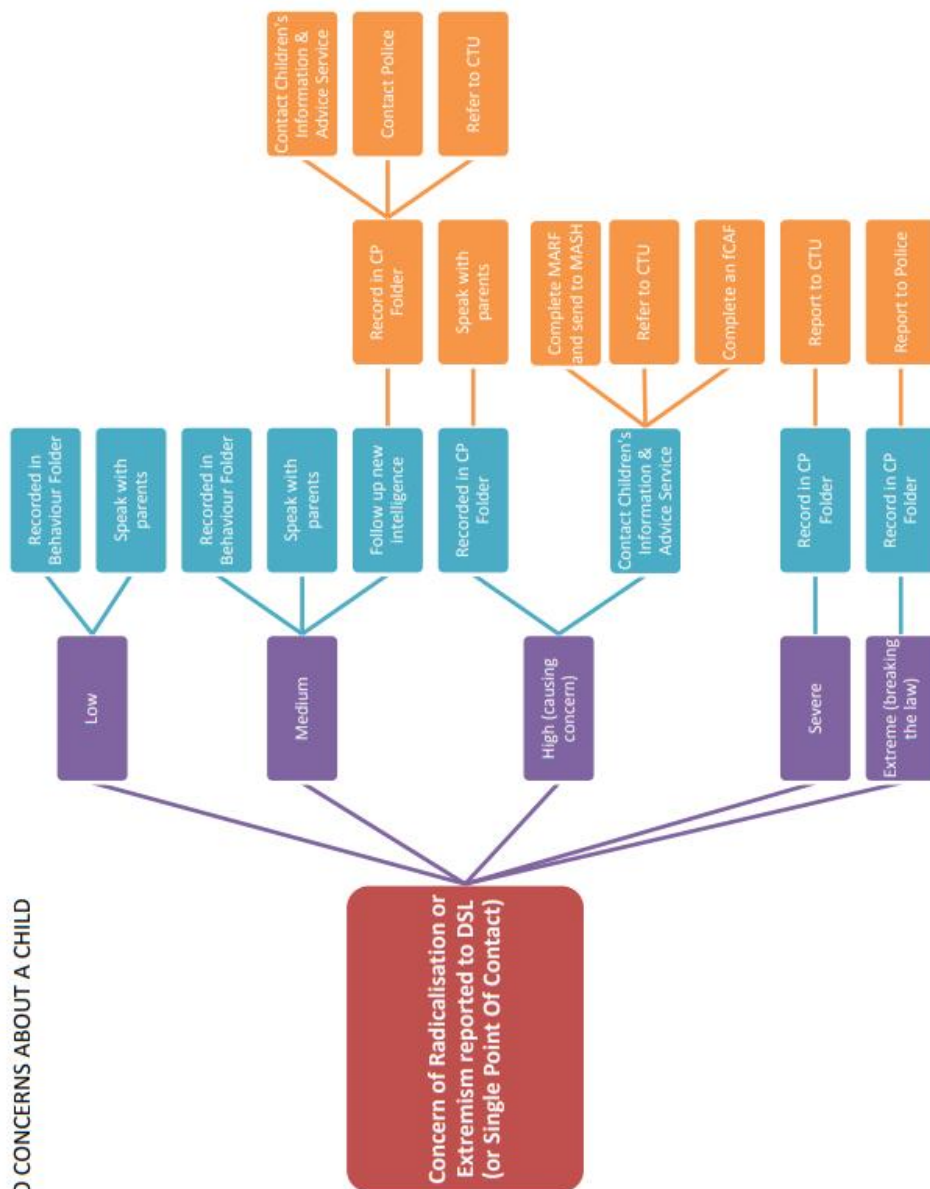 O CONCERNS ABOUT A CHILD
Concern of Radicalisation or
Extremism reported to DSL
(or Single Point Of Contact)
Low
Recorded in
Behaviour Folder
Speak with
parents
Medium
Recorded in
Behaviour Folder
Speak with
parents
Follow up new
intelligence
Record in CP
Folder
Contact Children's
Information &
Advice Service
Contact Police
Refer to CTU
High (causing
concern)
Recorded in CP
Folder
Speak with
parents
Contact Children's
Information &
Advice Service
Complete MARF
and send to MASH
Refer to CTU
Complete an fCAF
Severe
Record in CP
Folder
Report to CTU
Extreme (breaking
the law)
Record in CP
Folder
Report to Police